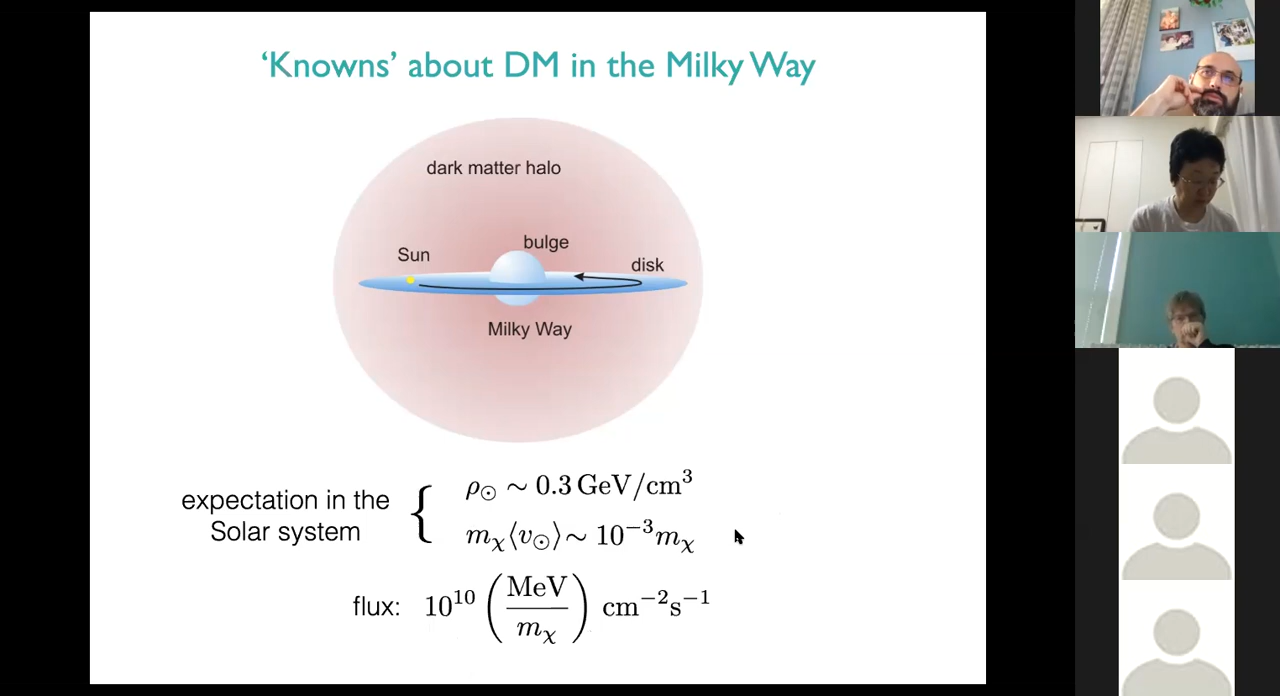 ‘Knowns’ about DM in the Milky Way
dark matter halo
bulge
Sun
disk
Milky Way
expectation in the
Solar system
{ ρ⊙ ~ 0.3 GeV/cm³
mχ⟨v⊙⟩ ~ 10⁻³mχ
flux: 10¹⁰ (MeV/mχ) cm⁻²s⁻¹